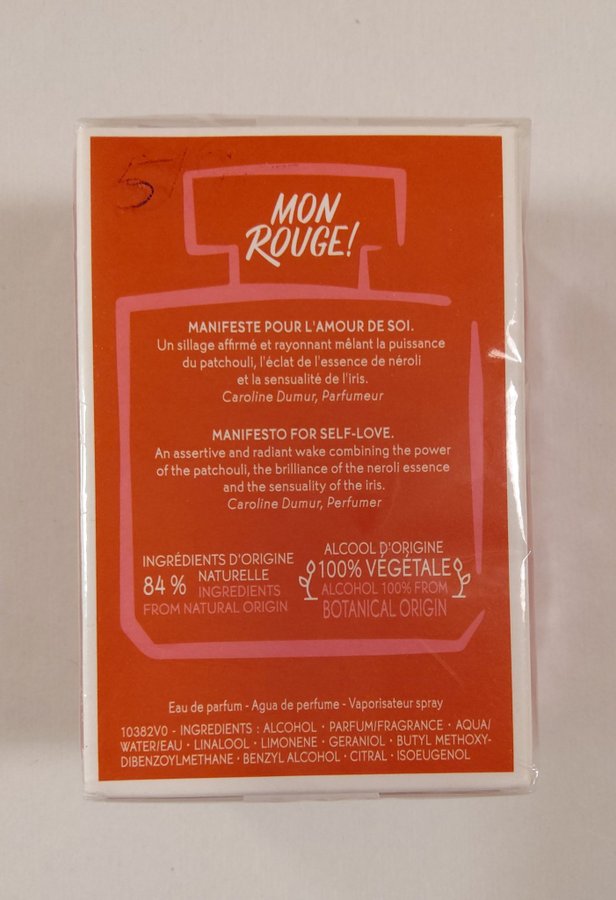 MON
ROUGE!
MANIFESTE POUR L'AMOUR DE SOI.
Un sillage affirmé et rayonnant mêlant la puissance
du patchouli, l'éclat de l'essence de néroli
et la sensualité de l'iris.
Caroline Dumur, Parfumeur
MANIFESTO FOR SELF-LOVE.
An assertive and radiant wake combining the power
of the patchouli, the brilliance of the neroli essence
and the sensuality of the iris.
Caroline Dumur, Perfumer
INGRÉDIENTS D'ORIGINE
84 % NATURELLE
INGREDIENTS
FROM NATURAL ORIGIN
ALCOOL D'ORIGINE
100% VÉGÉTALE
ALCOHOL 100% FROM
BOTANICAL ORIGIN
Eau de parfum - Agua de perfume - Vaporisateur spray
10382V0 - INGREDIENTS : ALCOHOL • PARFUM/FRAGRANCE • AQUA/
WATER/EAU • LINALOOL • LIMONENE • GERANIOL • BUTYL METHOXY-
DIBENZOYLMETHANE • BENZYL ALCOHOL • CITRAL • ISOEUGENOL